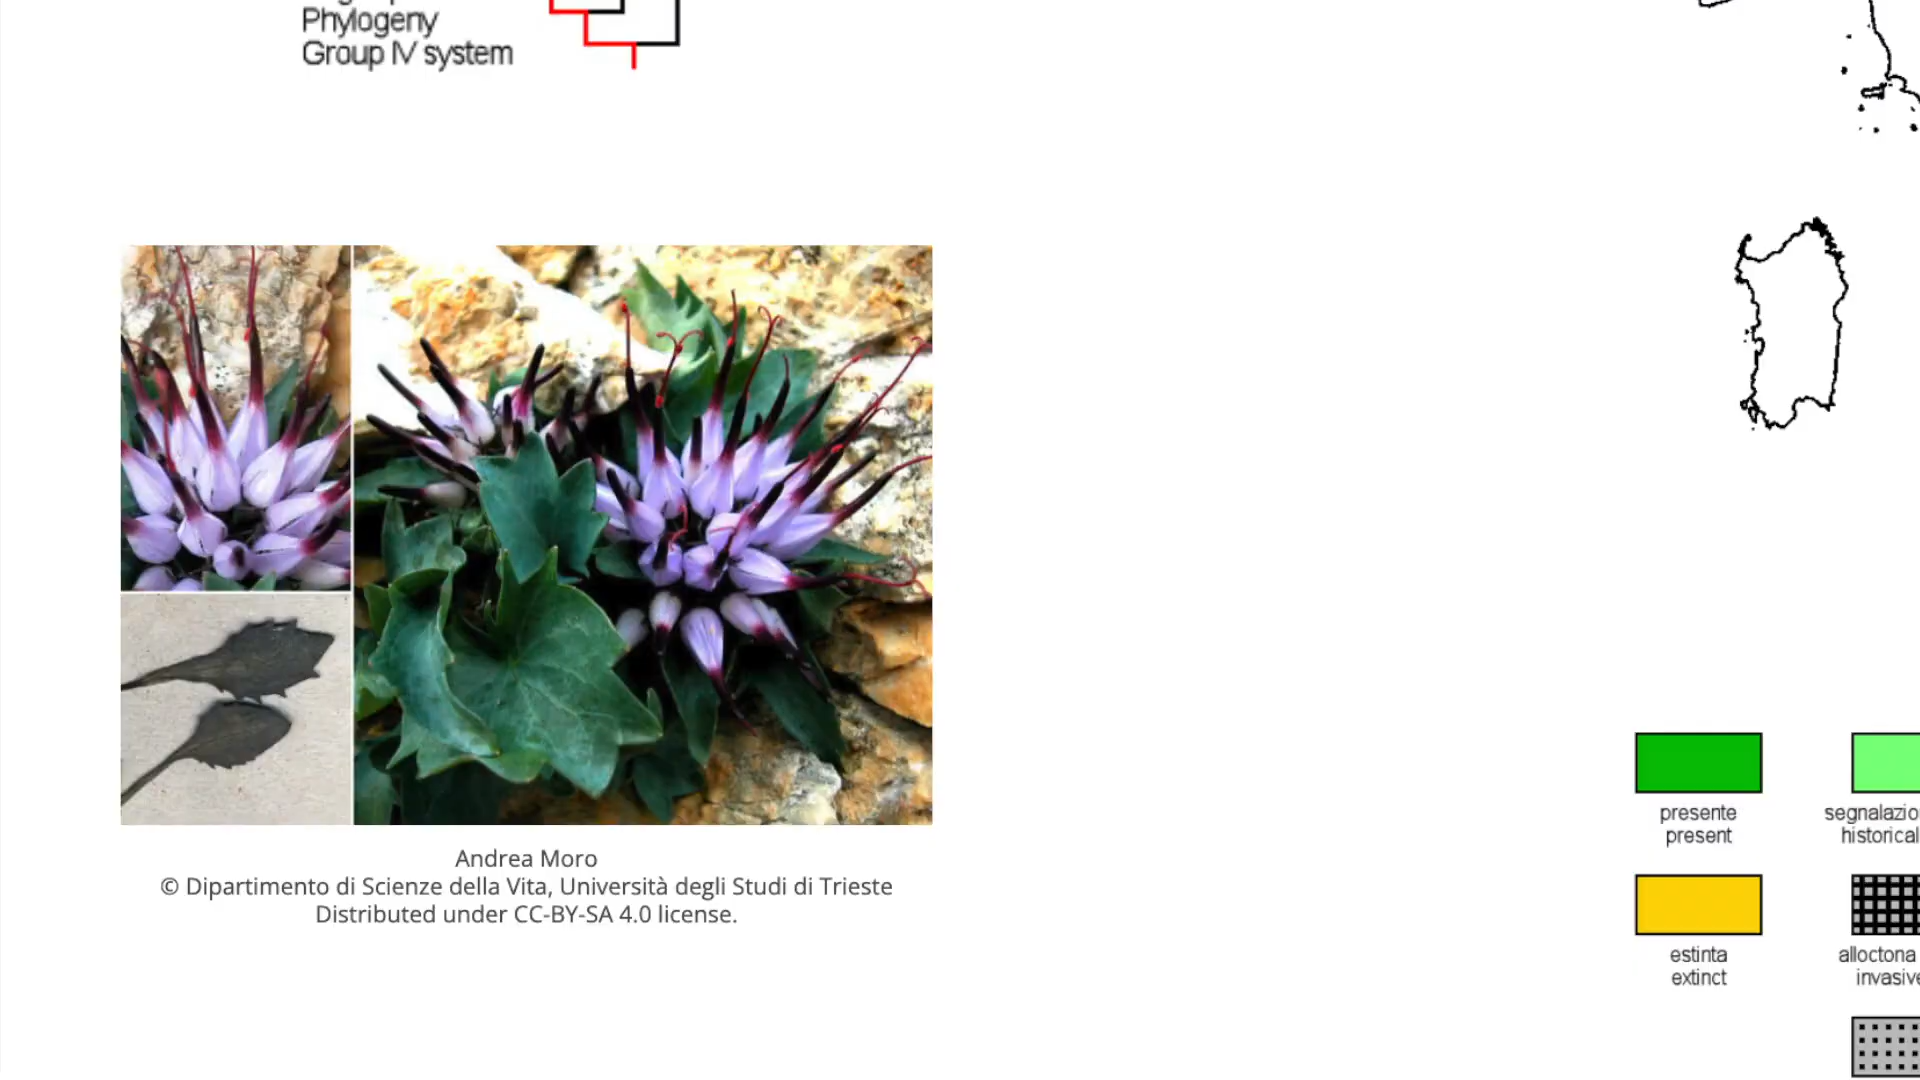 Phylogeny
Group IV system
Andrea Moro
© Dipartimento di Scienze della Vita, Università degli Studi di Trieste
Distributed under CC-BY-SA 4.0 license.
presente
present
historical
estinta
extinct
alloctona